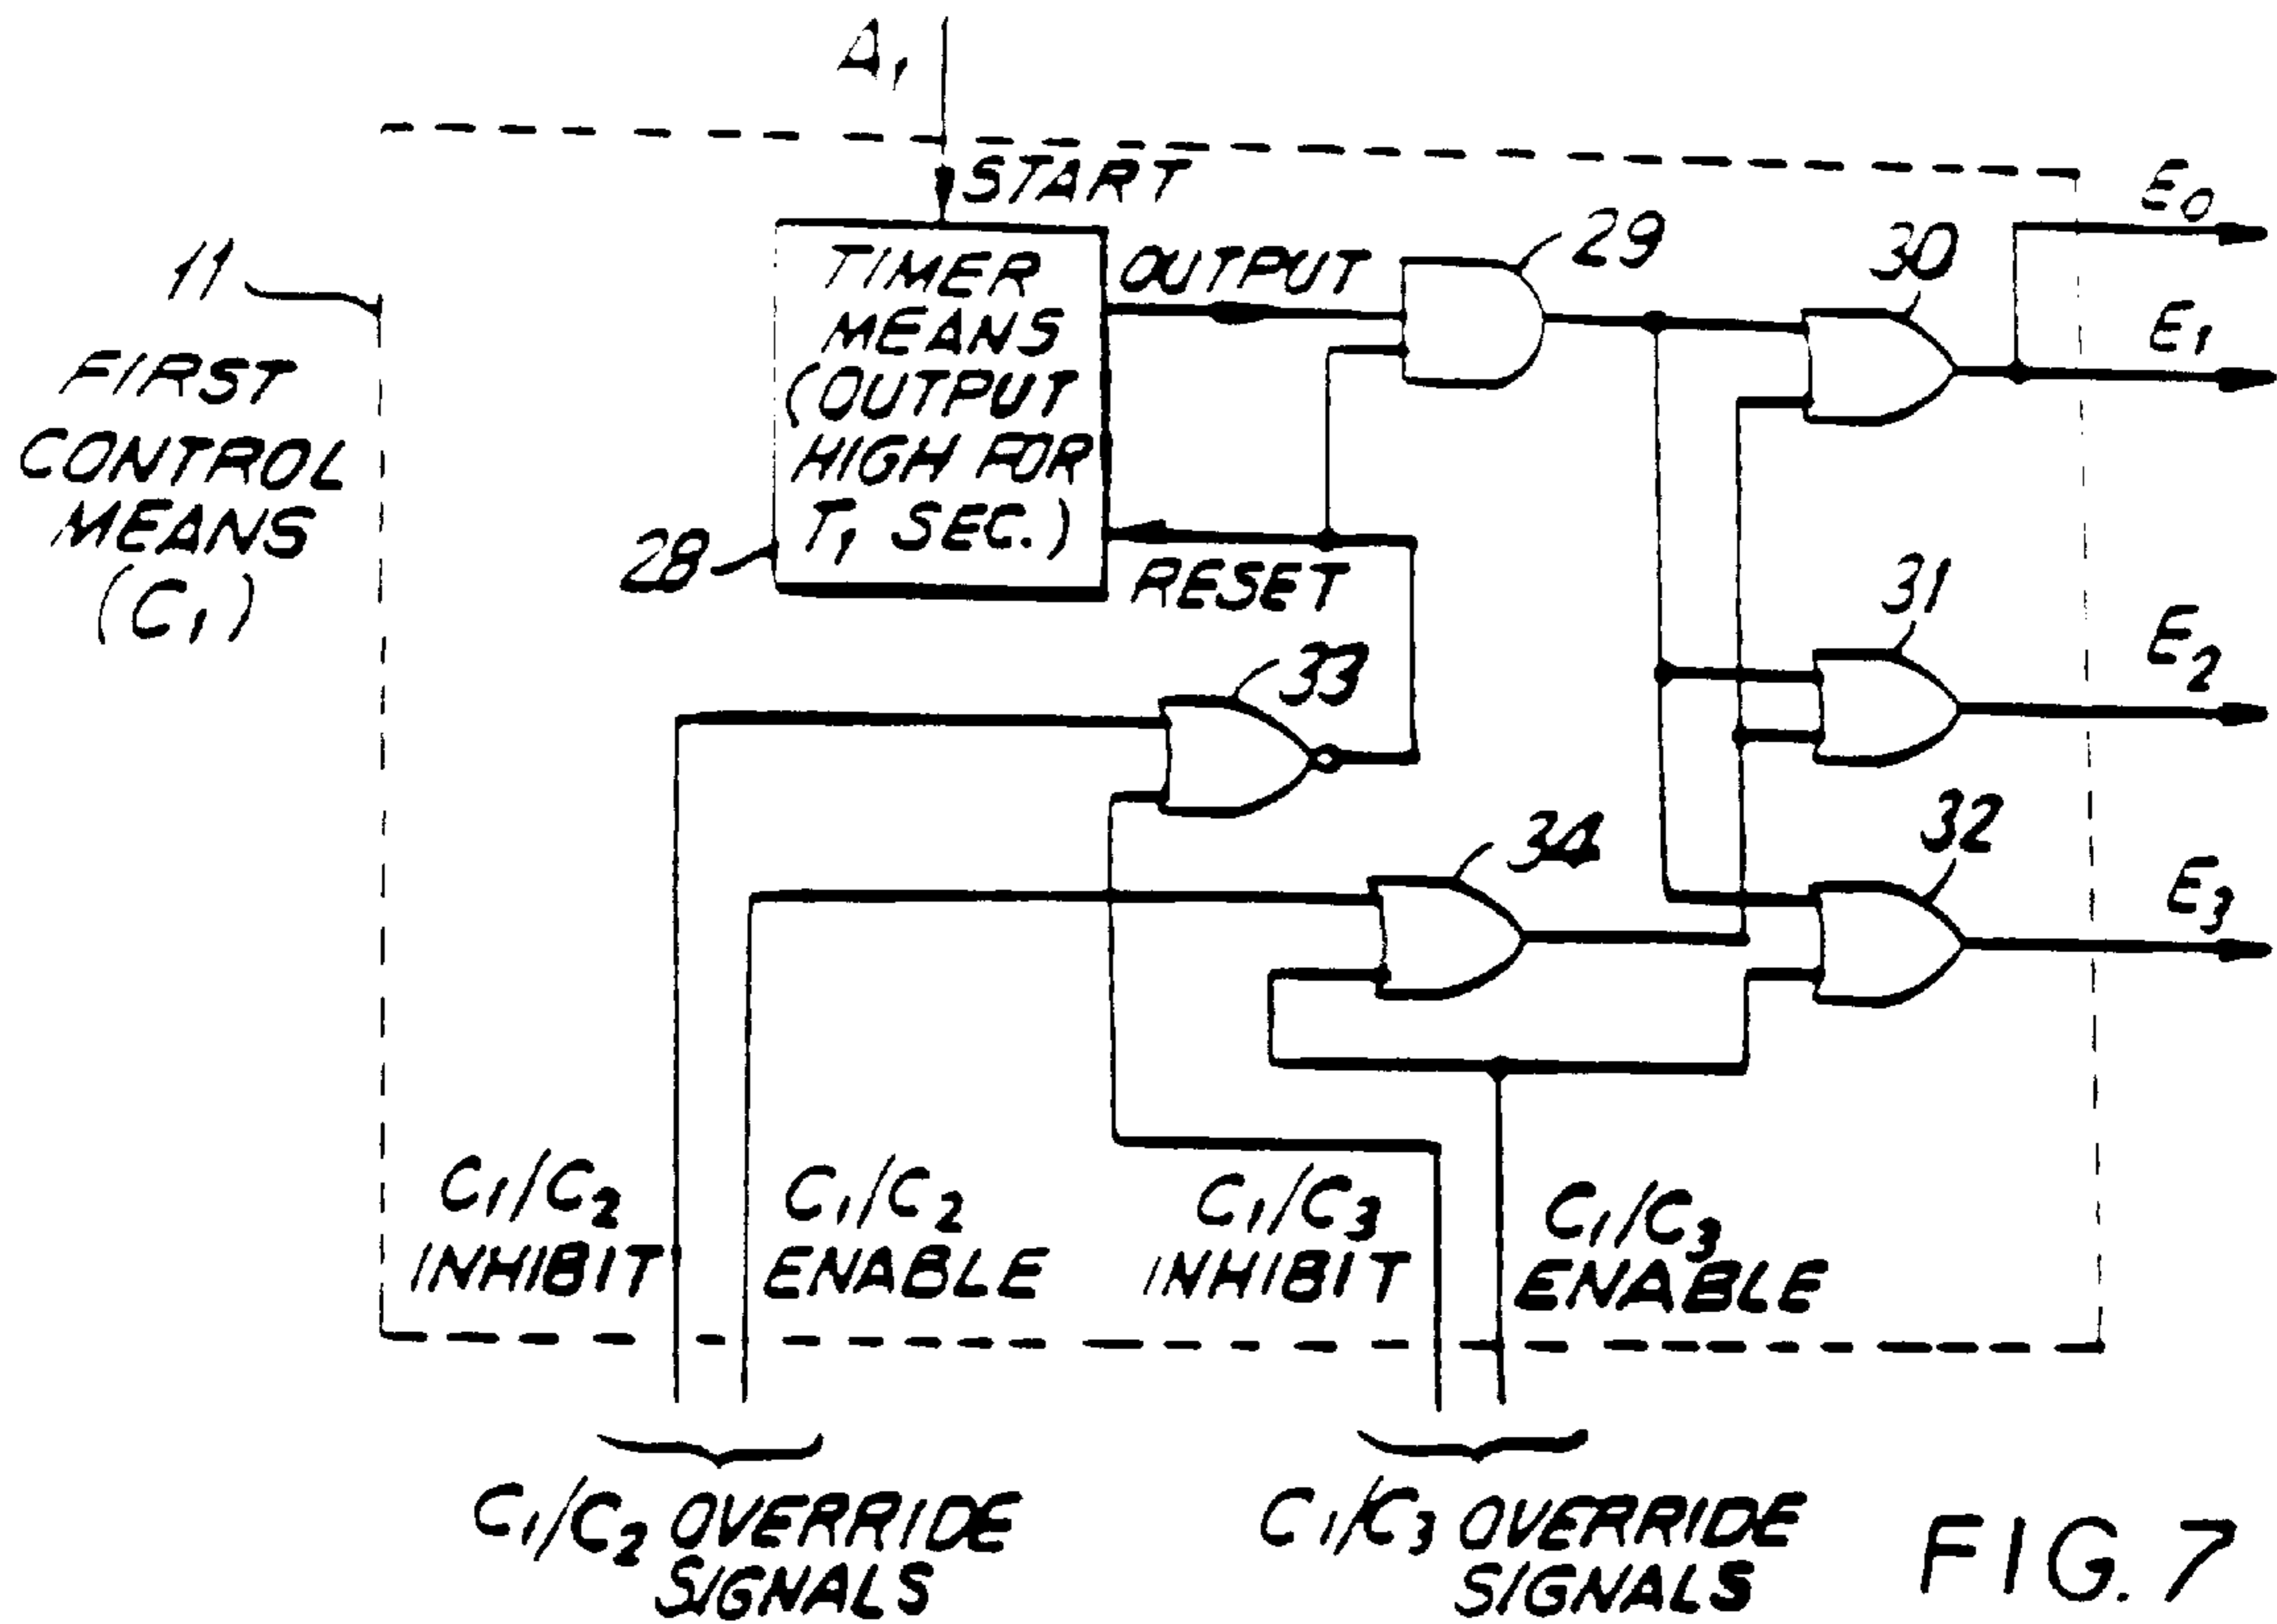 Δ₁
START
11
FIRST
CONTROL
MEANS
(C₁)
TIMER
MEANS
(OUTPUT
HIGH FOR
T₁ SEC.)
28
OUTPUT
RESET
29
30
31
32
33
34
E₀
E₁
E₂
E₃
C₁/C₂
INHIBIT
C₁/C₂
ENABLE
C₁/C₃
INHIBIT
C₁/C₃
ENABLE
C₁/C₂ OVERRIDE
SIGNALS
C₁/C₃ OVERRIDE
SIGNALS
FIG. 7